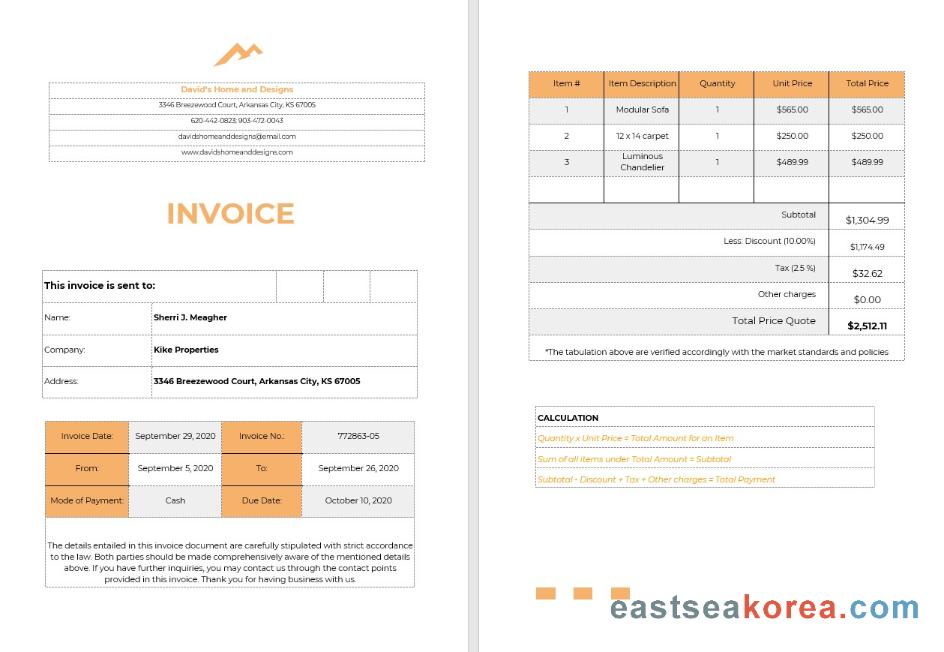 David's Home and Designs
3346 Breezewood Court, Arkansas City, KS 67005
620-442-0823; 903-472-0043
davidshomeanddesigns@email.com
www.davidshomeanddesigns.com
INVOICE
This invoice is sent to:
Name: Sherri J. Meagher
Company: Kike Properties
Address: 3346 Breezewood Court, Arkansas City, KS 67005
Invoice Date: September 29, 2020 Invoice No.: 772863-05
From: September 5, 2020 To: September 26, 2020
Mode of Payment: Cash Due Date: October 10, 2020
The details entailed in this invoice document are carefully stipulated with strict accordance
to the law. Both parties should be made comprehensively aware of the mentioned details
above. If you have further inquiries, you may contact us through the contact points
provided in this invoice. Thank you for having business with us.
Item # Item Description Quantity Unit Price Total Price
1 Modular Sofa 1 $565.00 $565.00
2 12 x 14 carpet 1 $250.00 $250.00
3 Luminous Chandelier 1 $489.99 $489.99
Subtotal $1,304.99
Less: Discount (10.00%) $1,174.49
Tax (2.5 %) $32.62
Other charges $0.00
Total Price Quote $2,512.11
*The tabulation above are verified accordingly with the market standards and policies
CALCULATION
Quantity x Unit Price = Total Amount for an Item
Sum of all items under Total Amount = Subtotal
Subtotal - Discount + Tax + Other charges = Total Payment
eastseakorea.com